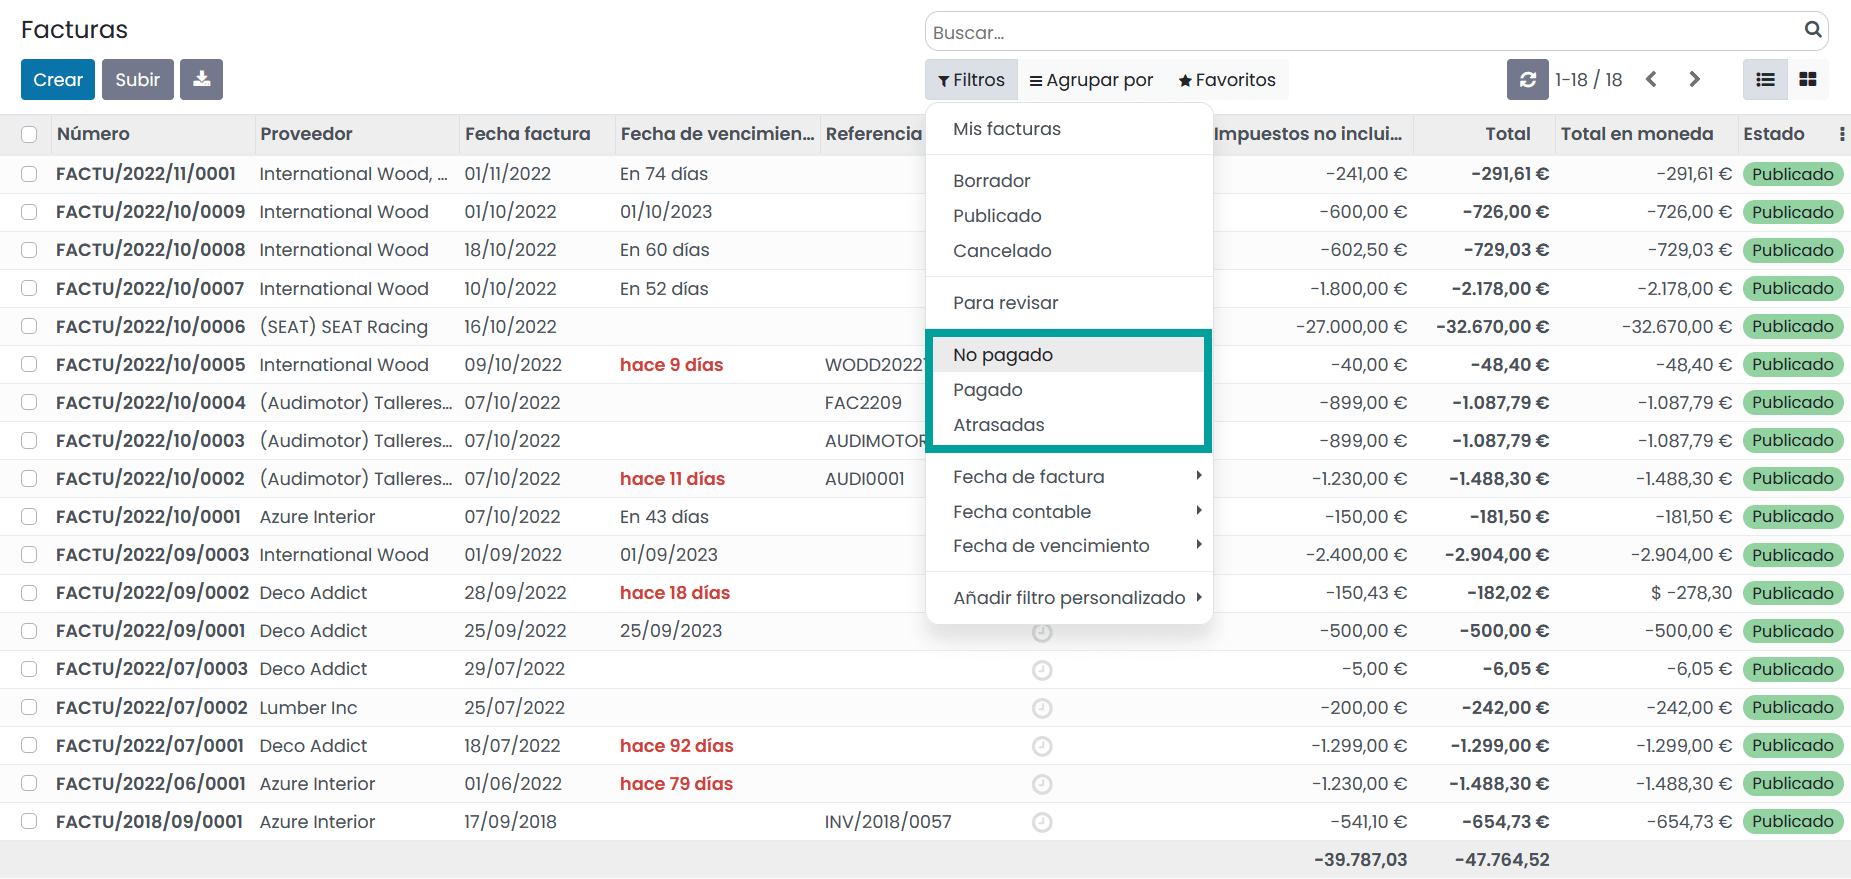 Facturas
Buscar...
Crear Subir Filtros Agrupar por Favoritos 1-18 / 18
Número Proveedor Fecha factura Fecha de vencimien... Referencia Impuestos no inclui... Total Total en moneda Estado
FACTU/2022/11/0001 International Wood, ... 01/11/2022 En 74 días -241,00 € -291,61 € -291,61 € Publicado
FACTU/2022/10/0009 International Wood 01/10/2022 01/10/2023 -600,00 € -726,00 € -726,00 € Publicado
FACTU/2022/10/0008 International Wood 18/10/2022 En 60 días -602,50 € -729,03 € -729,03 € Publicado
FACTU/2022/10/0007 International Wood 10/10/2022 En 52 días -1.800,00 € -2.178,00 € -2.178,00 € Publicado
FACTU/2022/10/0006 (SEAT) SEAT Racing 16/10/2022 -27.000,00 € -32.670,00 € -32.670,00 € Publicado
FACTU/2022/10/0005 International Wood 09/10/2022 hace 9 días WODD2022 -40,00 € -48,40 € -48,40 € Publicado
FACTU/2022/10/0004 (Audimotor) Talleres... 07/10/2022 FAC2209 -899,00 € -1.087,79 € -1.087,79 € Publicado
FACTU/2022/10/0003 (Audimotor) Talleres... 07/10/2022 AUDIMOTOR -899,00 € -1.087,79 € -1.087,79 € Publicado
FACTU/2022/10/0002 (Audimotor) Talleres... 07/10/2022 hace 11 días AUDI0001 -1.230,00 € -1.488,30 € -1.488,30 € Publicado
FACTU/2022/10/0001 Azure Interior 07/10/2022 En 43 días -150,00 € -181,50 € -181,50 € Publicado
FACTU/2022/09/0003 International Wood 01/09/2022 01/09/2023 -2.400,00 € -2.904,00 € -2.904,00 € Publicado
FACTU/2022/09/0002 Deco Addict 28/09/2022 hace 18 días -150,43 € -182,02 € $ -278,30 Publicado
FACTU/2022/09/0001 Deco Addict 25/09/2022 25/09/2023 -500,00 € -500,00 € -500,00 € Publicado
FACTU/2022/07/0003 Deco Addict 29/07/2022 -5,00 € -6,05 € -6,05 € Publicado
FACTU/2022/07/0002 Lumber Inc 25/07/2022 -200,00 € -242,00 € -242,00 € Publicado
FACTU/2022/07/0001 Deco Addict 18/07/2022 hace 92 días -1.299,00 € -1.299,00 € -1.299,00 € Publicado
FACTU/2022/06/0001 Azure Interior 01/06/2022 hace 79 días -1.230,00 € -1.488,30 € -1.488,30 € Publicado
FACTU/2018/09/0001 Azure Interior 17/09/2018 INV/2018/0057 -541,10 € -654,73 € -654,73 € Publicado
-39.787,03 -47.764,52
Mis facturas
Borrador
Publicado
Cancelado
Para revisar
No pagado
Pagado
Atrasadas
Fecha de factura
Fecha contable
Fecha de vencimiento
Añadir filtro personalizado